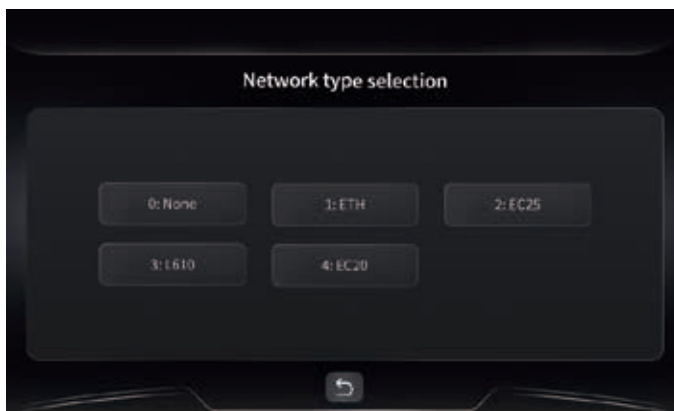 Network type selection
0: None
1: ETH
2: EC25
3: L610
4: EC20